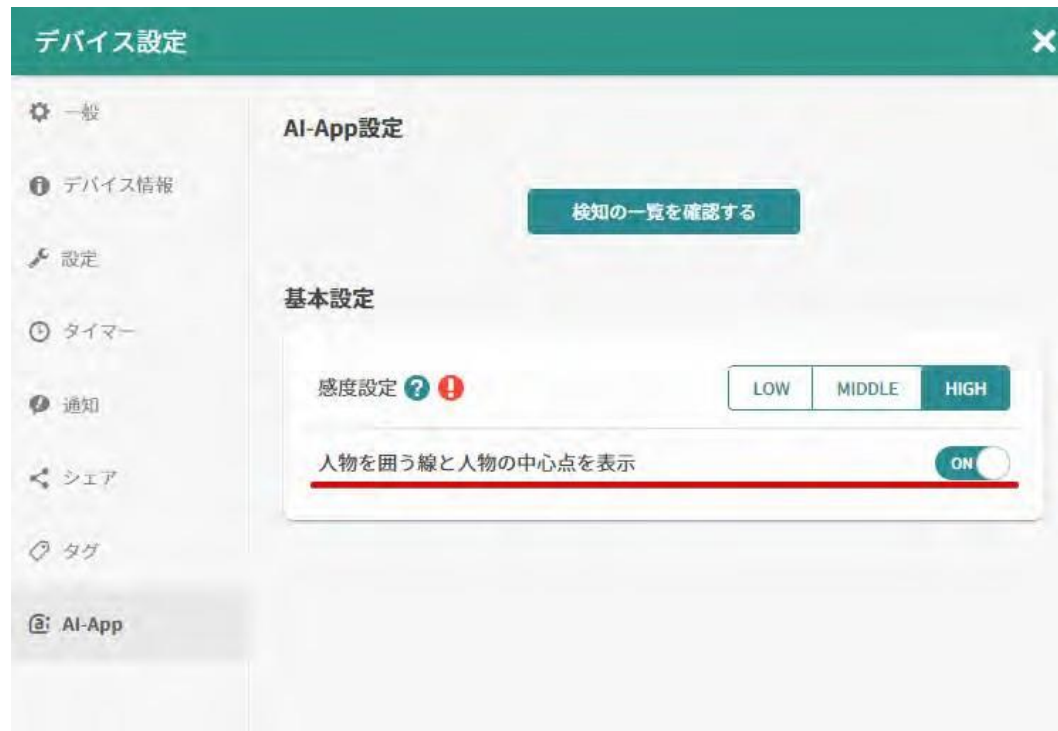 デバイス設定
一般
デバイス情報
設定
タイマー
通知
シェア
タグ
AI-App
AI-App設定
検知の一覧を確認する
基本設定
感度設定
LOW MIDDLE HIGH
人物を囲う線と人物の中心点を表示
ON